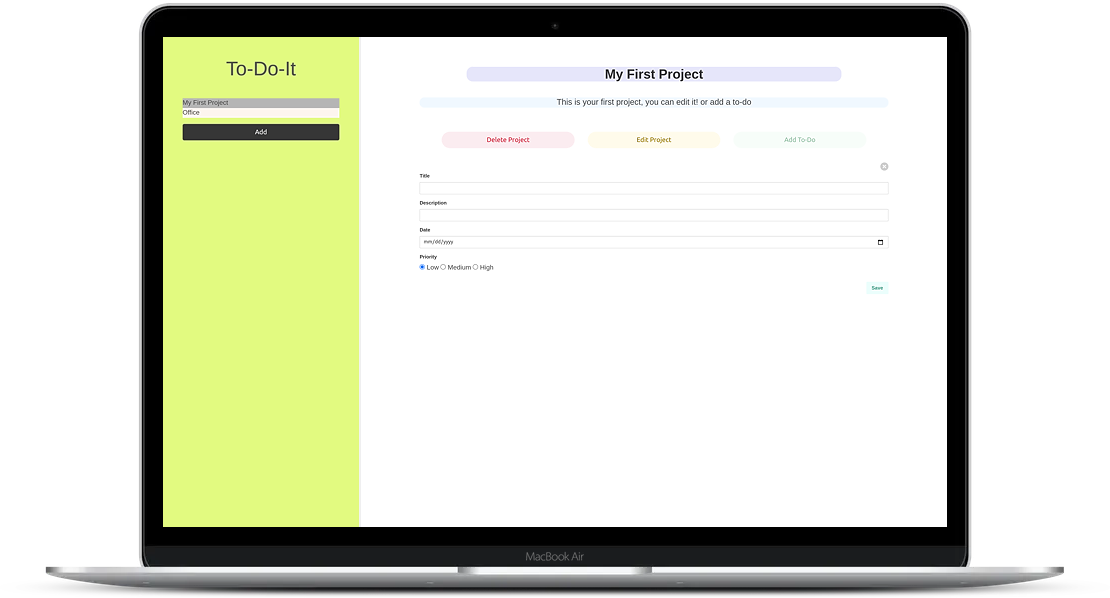 To-Do-It
My First Project
Office
Add
My First Project
This is your first project, you can edit it! or add a to-do
Delete Project Edit Project Add To-Do
Title
Description
Date
mm/dd/yyyy
Priority
Low Medium High
Save
MacBook Air